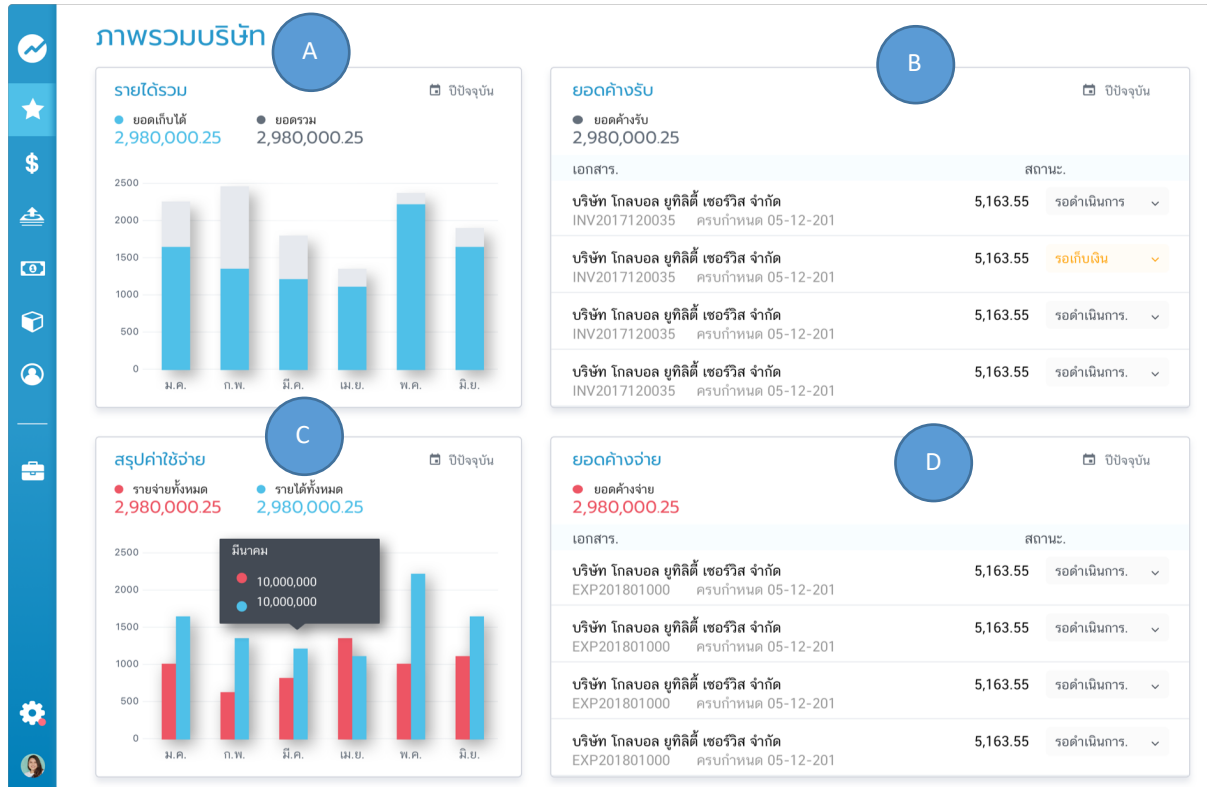 ภาพรวมบริษัท
A
รายได้รวม
ปีปัจจุบัน
ยอดเก็บได้ ยอดรวม
2,980,000.25 2,980,000.25
2500
2000
1500
1000
500
0
ม.ค. ก.พ. มี.ค. เม.ย. พ.ค. มิ.ย.
B
ยอดค้างรับ
ปีปัจจุบัน
ยอดค้างรับ
2,980,000.25
เอกสาร. สถานะ.
บริษัท โกลบอล ยูทิลิตี้ เซอร์วิส จำกัด 5,163.55 รอดำเนินการ
INV2017120035 ครบกำหนด 05-12-201
บริษัท โกลบอล ยูทิลิตี้ เซอร์วิส จำกัด 5,163.55 รอเก็บเงิน
INV2017120035 ครบกำหนด 05-12-201
บริษัท โกลบอล ยูทิลิตี้ เซอร์วิส จำกัด 5,163.55 รอดำเนินการ.
INV2017120035 ครบกำหนด 05-12-201
บริษัท โกลบอล ยูทิลิตี้ เซอร์วิส จำกัด 5,163.55 รอดำเนินการ.
INV2017120035 ครบกำหนด 05-12-201
C
สรุปค่าใช้จ่าย
ปีปัจจุบัน
รายจ่ายทั้งหมด รายได้ทั้งหมด
2,980,000.25 2,980,000.25
2500
2000
1500
1000
500
0
มีนาคม
10,000,000
10,000,000
ม.ค. ก.พ. มี.ค. เม.ย. พ.ค. มิ.ย.
D
ยอดค้างจ่าย
ปีปัจจุบัน
ยอดค้างจ่าย
2,980,000.25
เอกสาร. สถานะ.
บริษัท โกลบอล ยูทิลิตี้ เซอร์วิส จำกัด 5,163.55 รอดำเนินการ.
EXP201801000 ครบกำหนด 05-12-201
บริษัท โกลบอล ยูทิลิตี้ เซอร์วิส จำกัด 5,163.55 รอดำเนินการ.
EXP201801000 ครบกำหนด 05-12-201
บริษัท โกลบอล ยูทิลิตี้ เซอร์วิส จำกัด 5,163.55 รอดำเนินการ.
EXP201801000 ครบกำหนด 05-12-201
บริษัท โกลบอล ยูทิลิตี้ เซอร์วิส จำกัด 5,163.55 รอดำเนินการ.
EXP201801000 ครบกำหนด 05-12-201